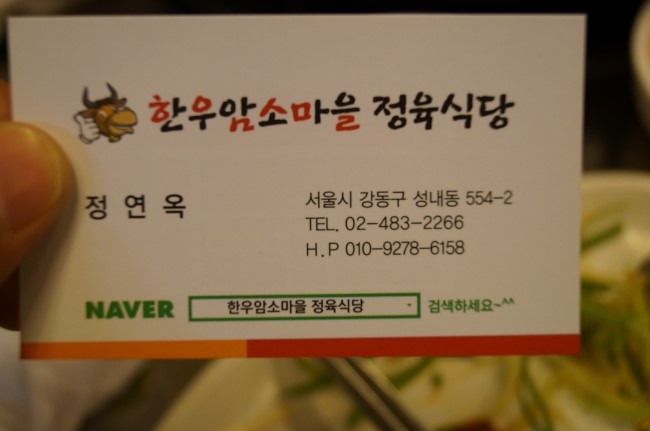 한우암소마을 정육식당
정 연 옥
서울시 강동구 성내동 554-2
TEL. 02-483-2266
H.P 010-9278-6158
NAVER 한우암소마을 정육식당 검색하세요~^^